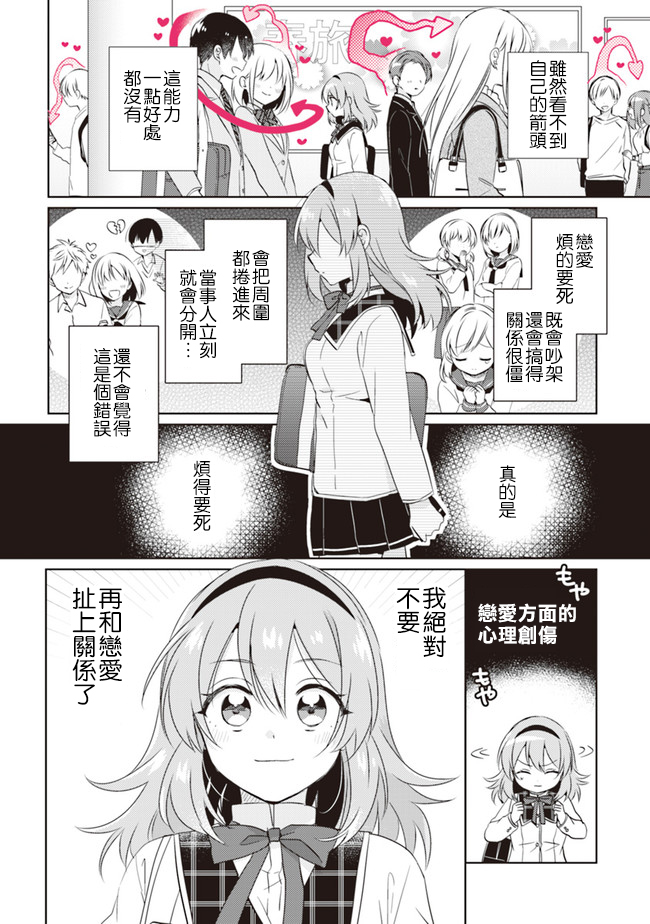 雖然看不到
自己的箭頭
春旅
這能力
一點好處
都沒有
戀愛
煩的要死
既會吵架
還會搞得
關係很僵
會把周圍
都捲進來
當事人立刻
就會分開…
還不會覺得
這是個錯誤
真的是
煩得要死
もや
戀愛方面的
心理創傷
もや
我絕對
不要
再和戀愛
扯上關係了